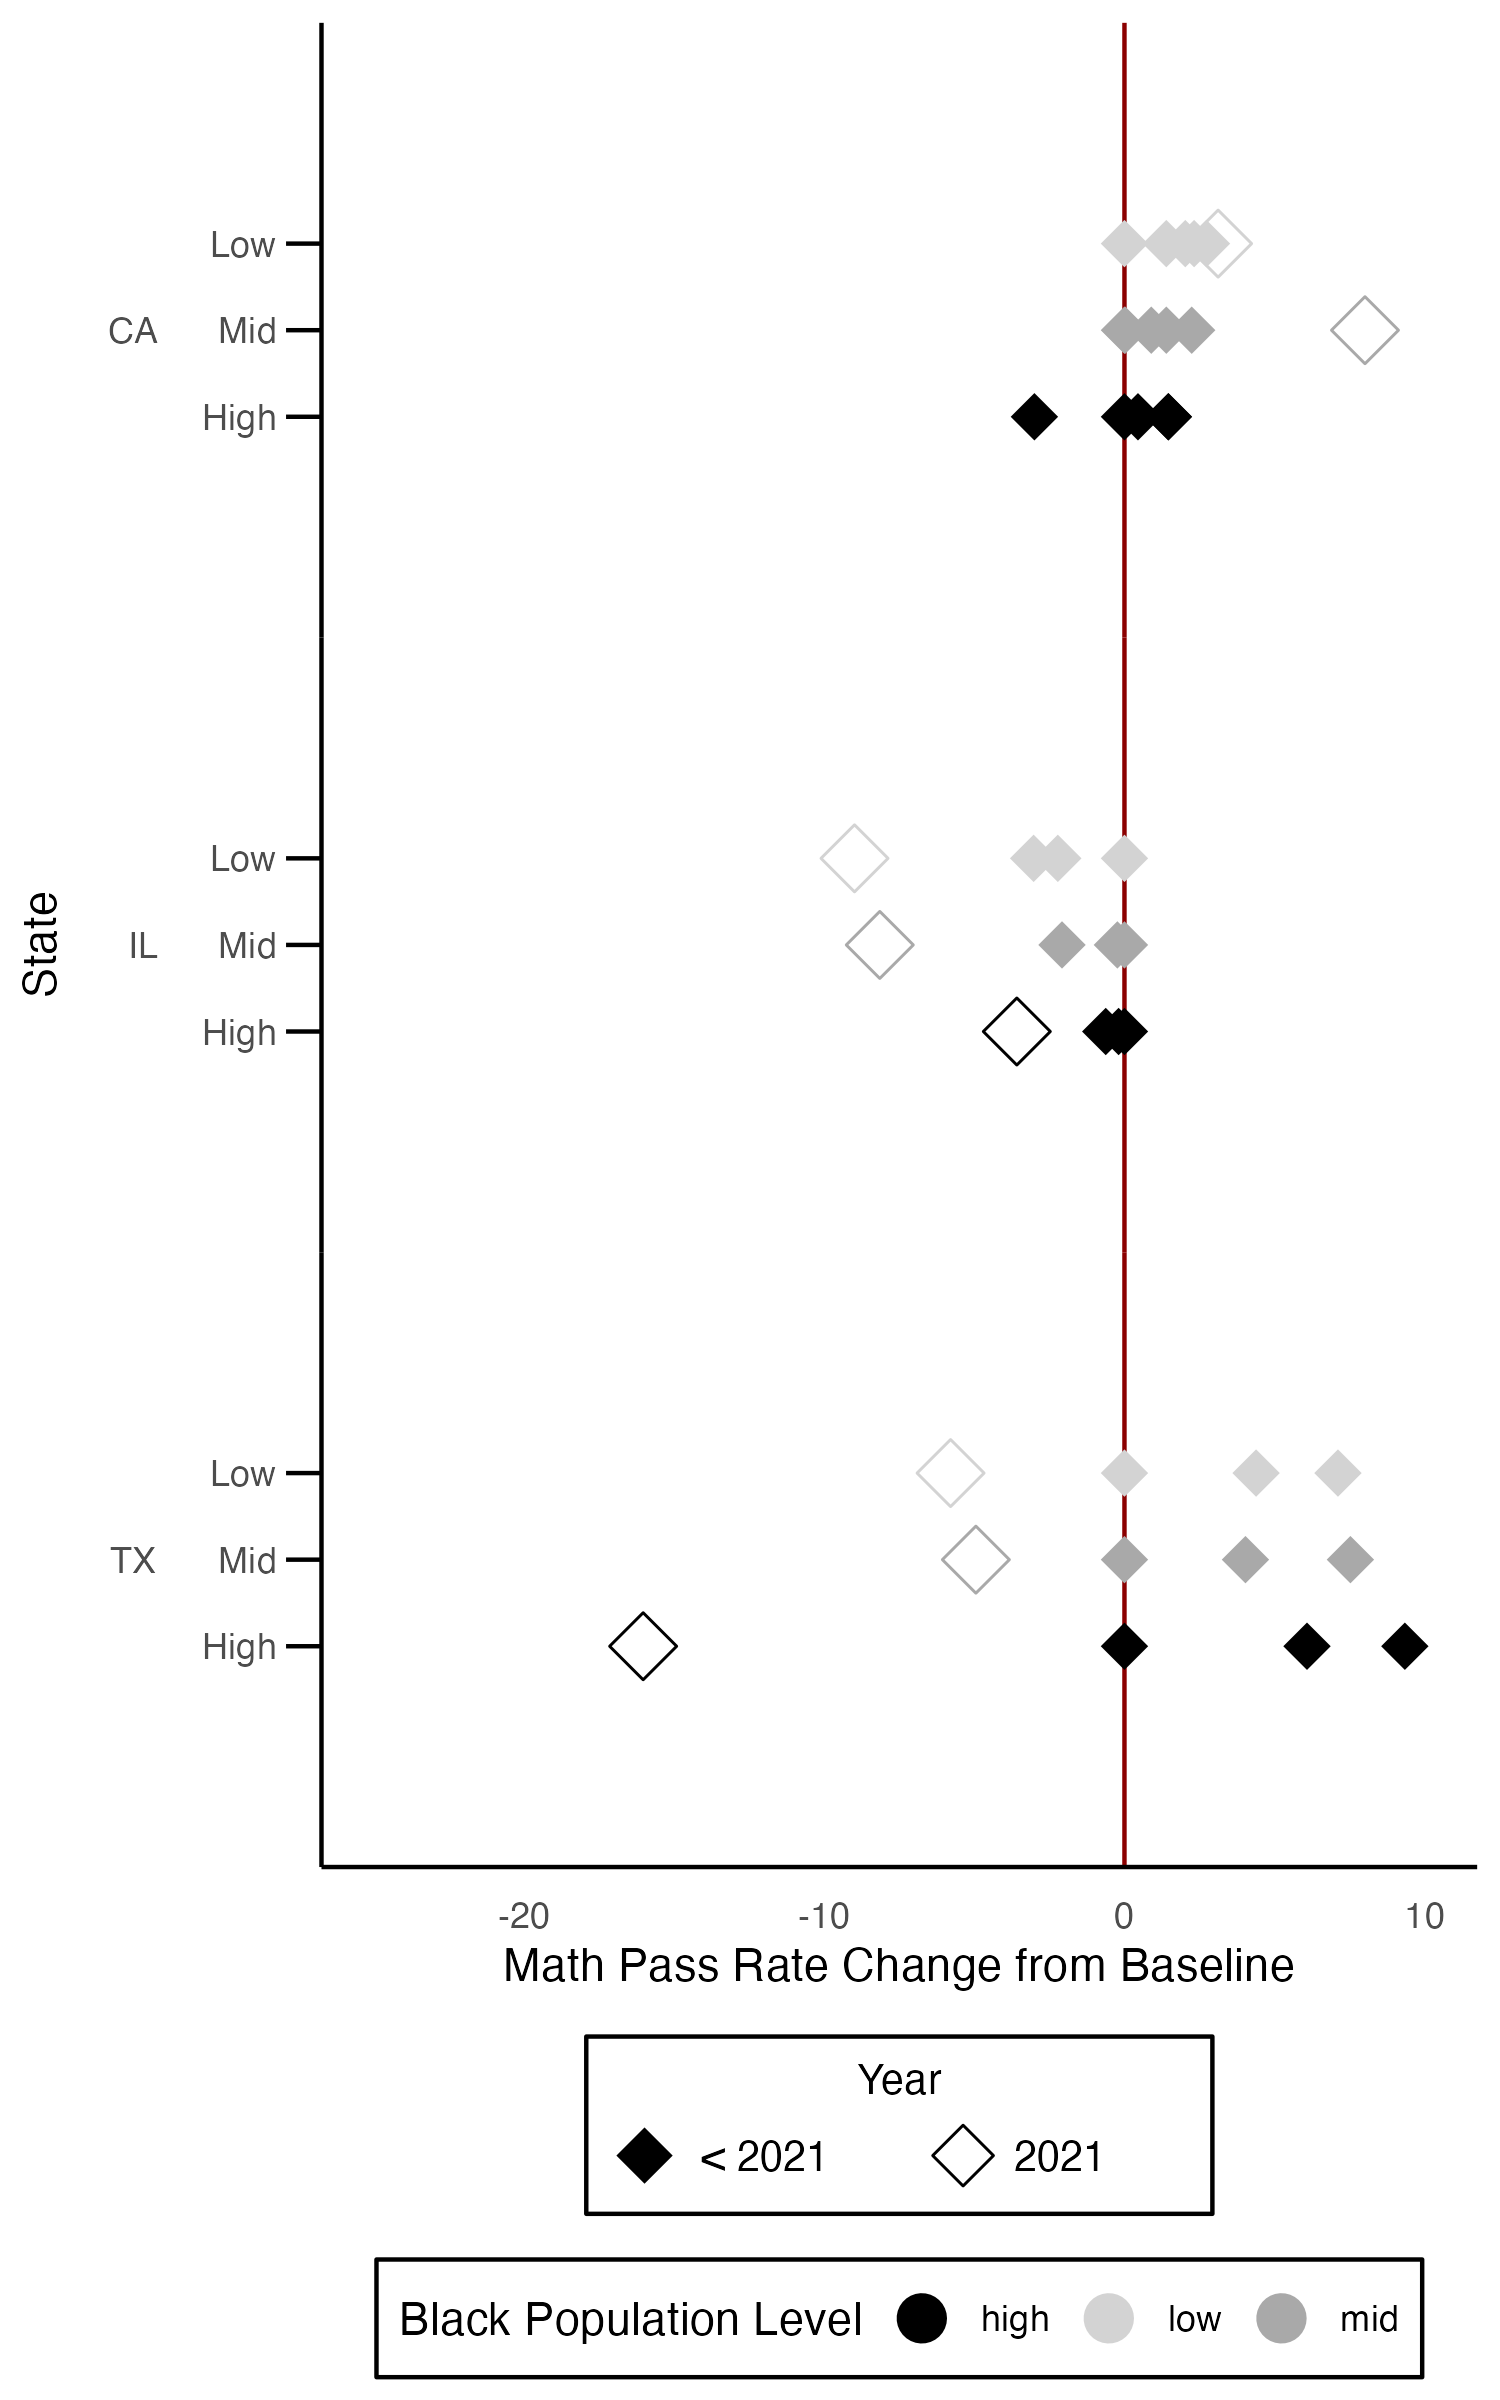 Low
CA Mid
High
Low
State
IL Mid
High
Low
TX Mid
High
-20 -10 0 10
Math Pass Rate Change from Baseline
Year
< 2021 2021
Black Population Level high low mid